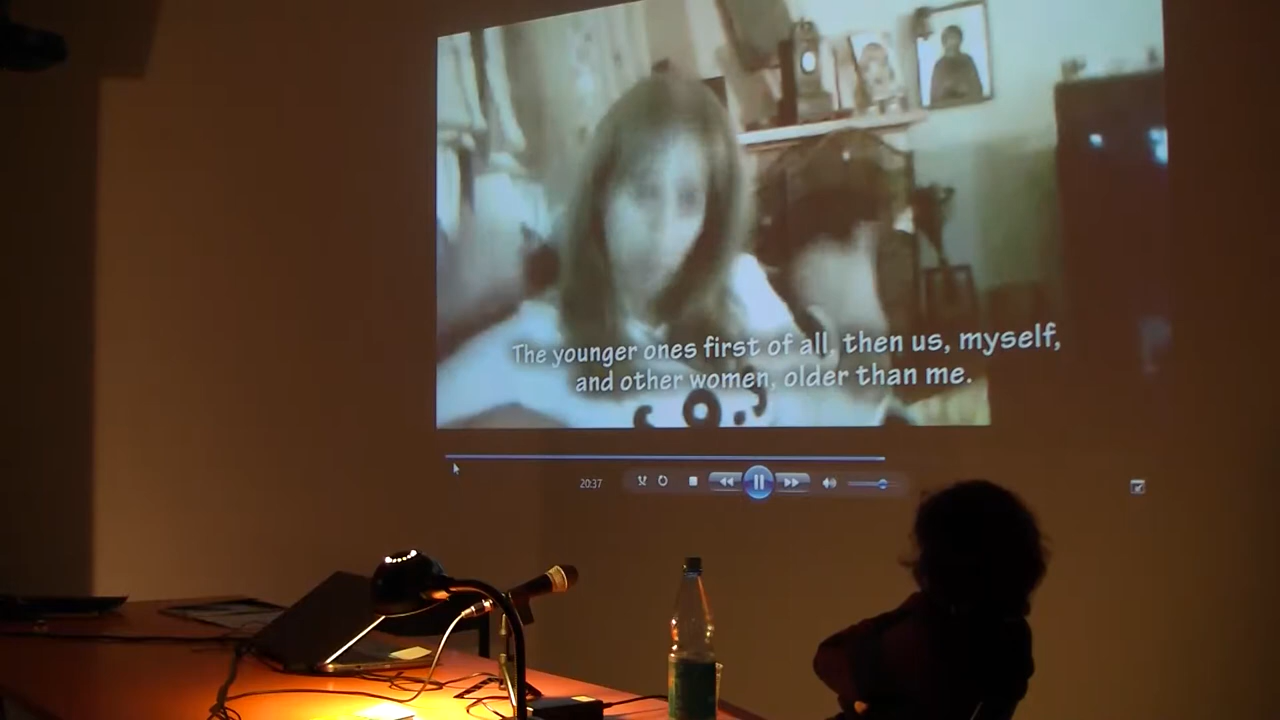 The younger ones first of all, then us, myself,
and other women, older than me.
20:37